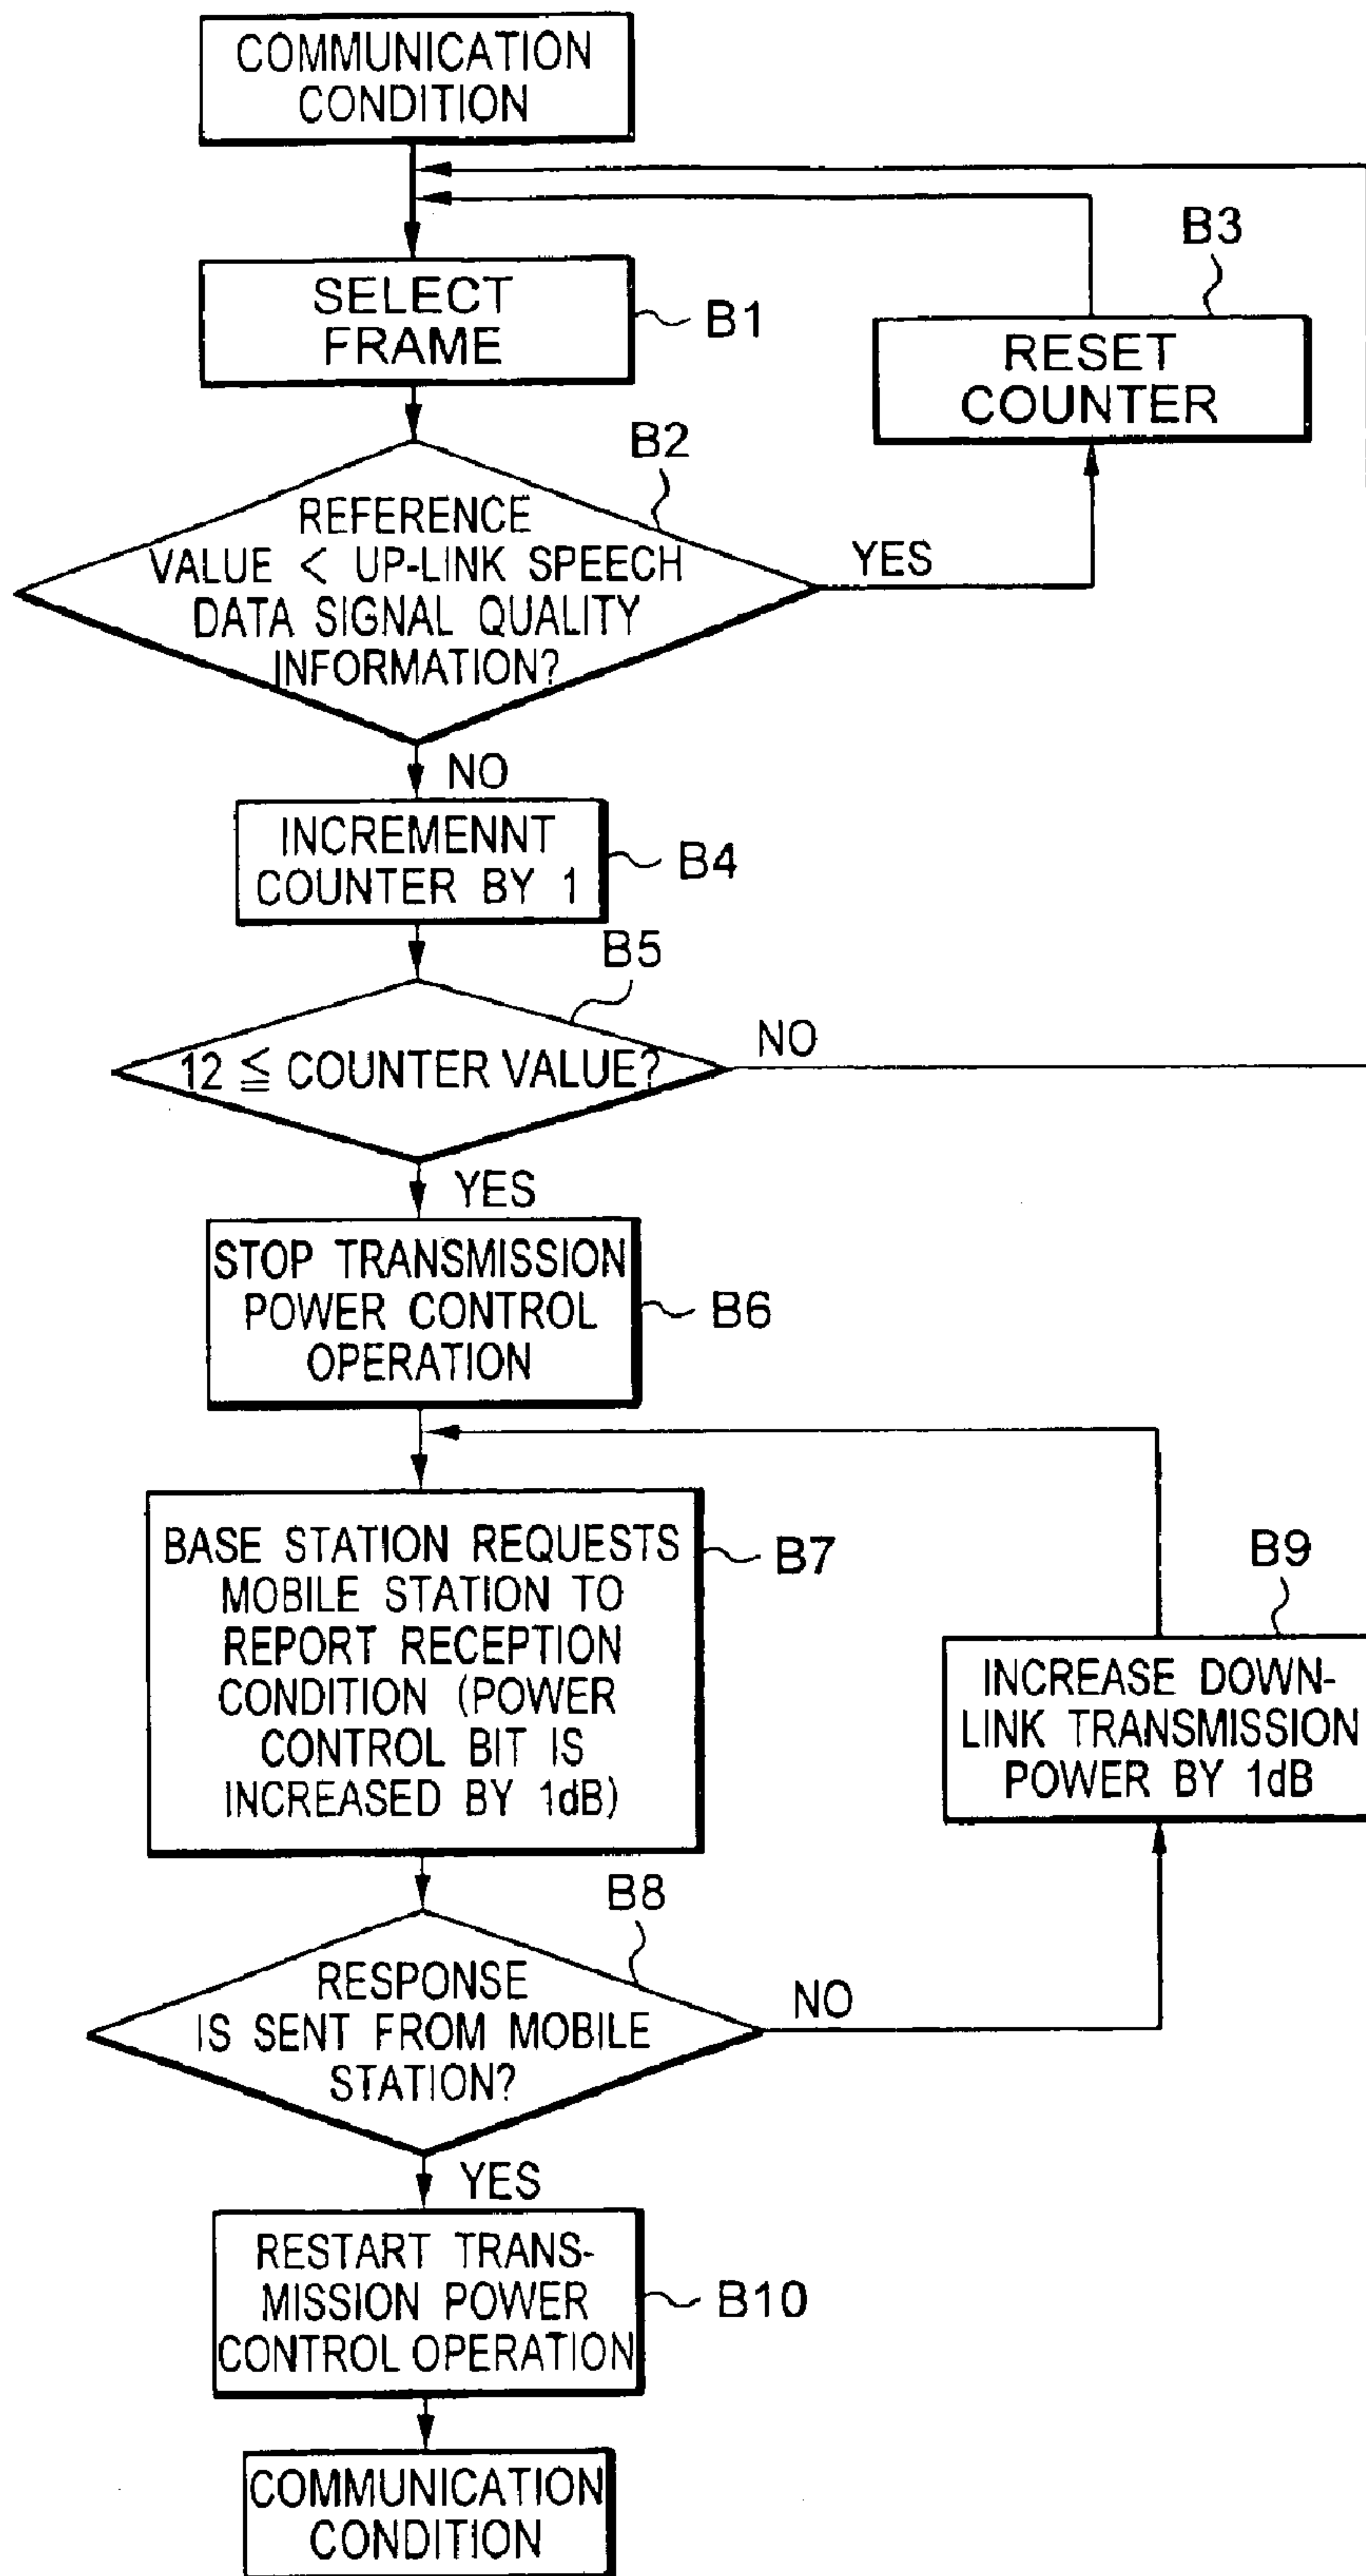 COMMUNICATION
CONDITION
SELECT
FRAME
B1
B3
RESET
COUNTER
B2
REFERENCE
VALUE < UP-LINK SPEECH
DATA SIGNAL QUALITY
INFORMATION?
YES
NO
INCREMENNT
COUNTER BY 1
B4
B5
12 ≦ COUNTER VALUE?
NO
YES
STOP TRANSMISSION
POWER CONTROL
OPERATION
B6
BASE STATION REQUESTS
MOBILE STATION TO
REPORT RECEPTION
CONDITION (POWER
CONTROL BIT IS
INCREASED BY 1dB)
B7
B9
INCREASE DOWN-
LINK TRANSMISSION
POWER BY 1dB
B8
RESPONSE
IS SENT FROM MOBILE
STATION?
NO
YES
RESTART TRANS-
MISSION POWER
CONTROL OPERATION
B10
COMMUNICATION
CONDITION